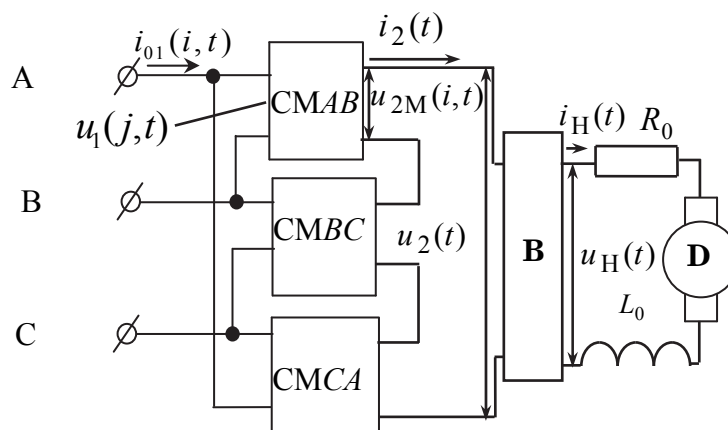 i₀₁(i,t)
i₂(t)
A
CMAB
u₂M(i,t)
u₁(j,t)
iH(t)
R₀
B
CMBC
u₂(t)
B
uH(t)
D
L₀
C
CMCA